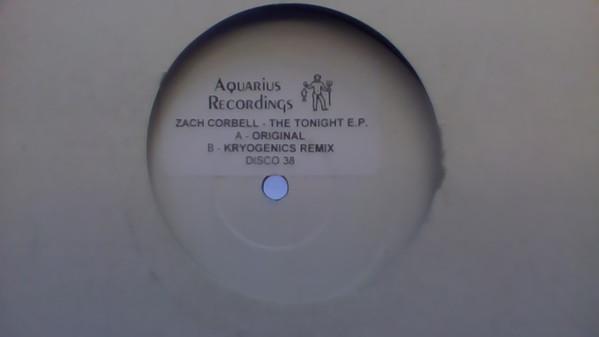 Aquarius
Recordings
ZACH CORBELL - THE TONIGHT E.P.
A - ORIGINAL
B - KRYOGENICS REMIX
DISCO 38